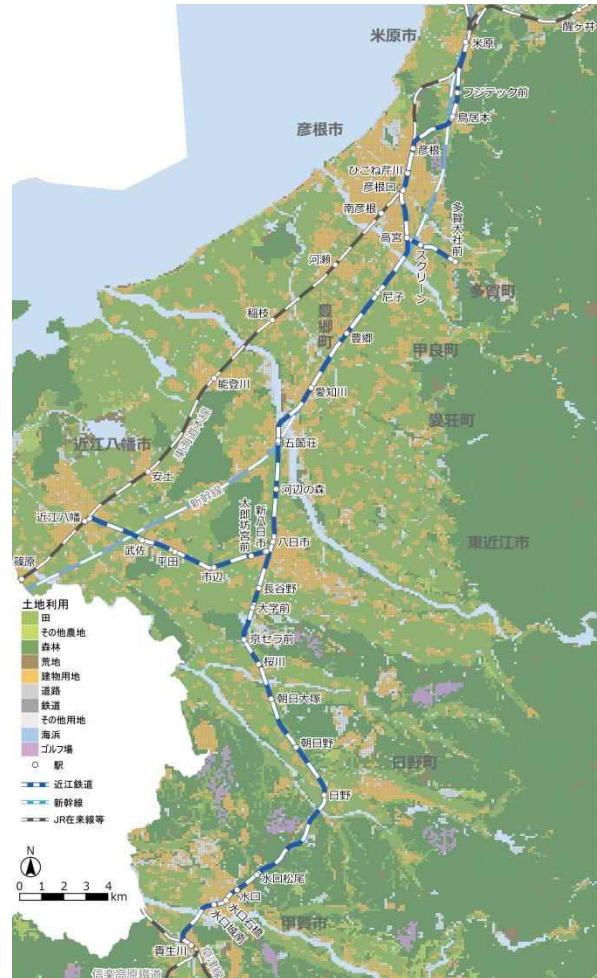 米原市
醒ヶ井
米原
フジテック前
鳥居本
彦根市
彦根
ひこね芹川
彦根口
南彦根
多賀大社前
高宮
スクリーン
河瀬
多賀町
尼子
稲枝
豊郷町
豊郷
甲良町
能登川
愛知川
愛荘町
東海道本線
近江八幡市
五箇荘
安土
新幹線
河辺の森
近江八幡
太郎坊宮前
新八日市
八日市
武佐
平田
東近江市
篠原
市辺
長谷野
大学前
京セラ前
桜川
朝日大塚
朝日野
日野町
日野
土地利用
田
その他農地
森林
荒地
建物用地
道路
鉄道
その他用地
海浜
ゴルフ場
駅
近江鉄道
新幹線
JR在来線等
N
0 1 2 3 4
km
水口松尾
水口
水口石橋
水口城南
甲賀市
貴生川
草津線
信楽高原鐵道